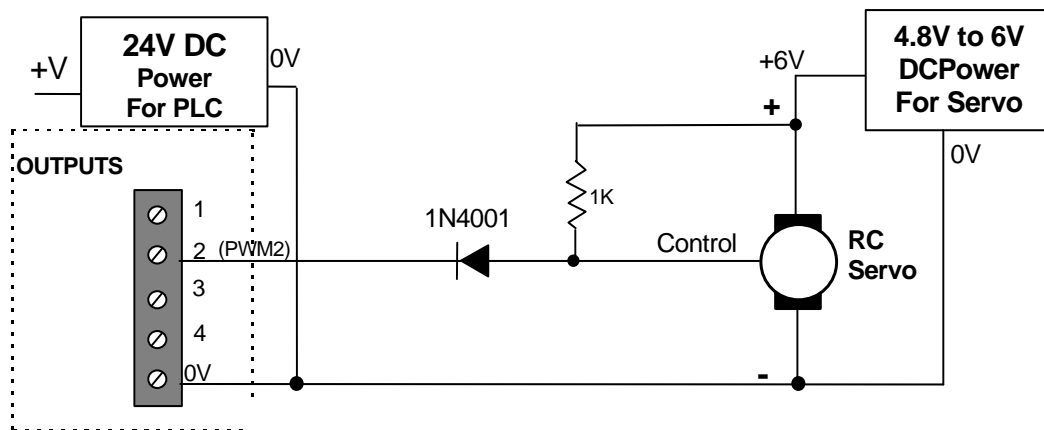 24V DC
Power
For PLC
+V
0V
4.8V to 6V
DCPower
For Servo
+6V
0V
+
OUTPUTS
1
2 (PWM2)
3
4
0V
1N4001
1K
Control
RC
Servo
-